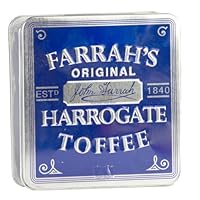 FARRAH'S
ORIGINAL
ESTD John Farrah 1840
HARROGATE
TOFFEE